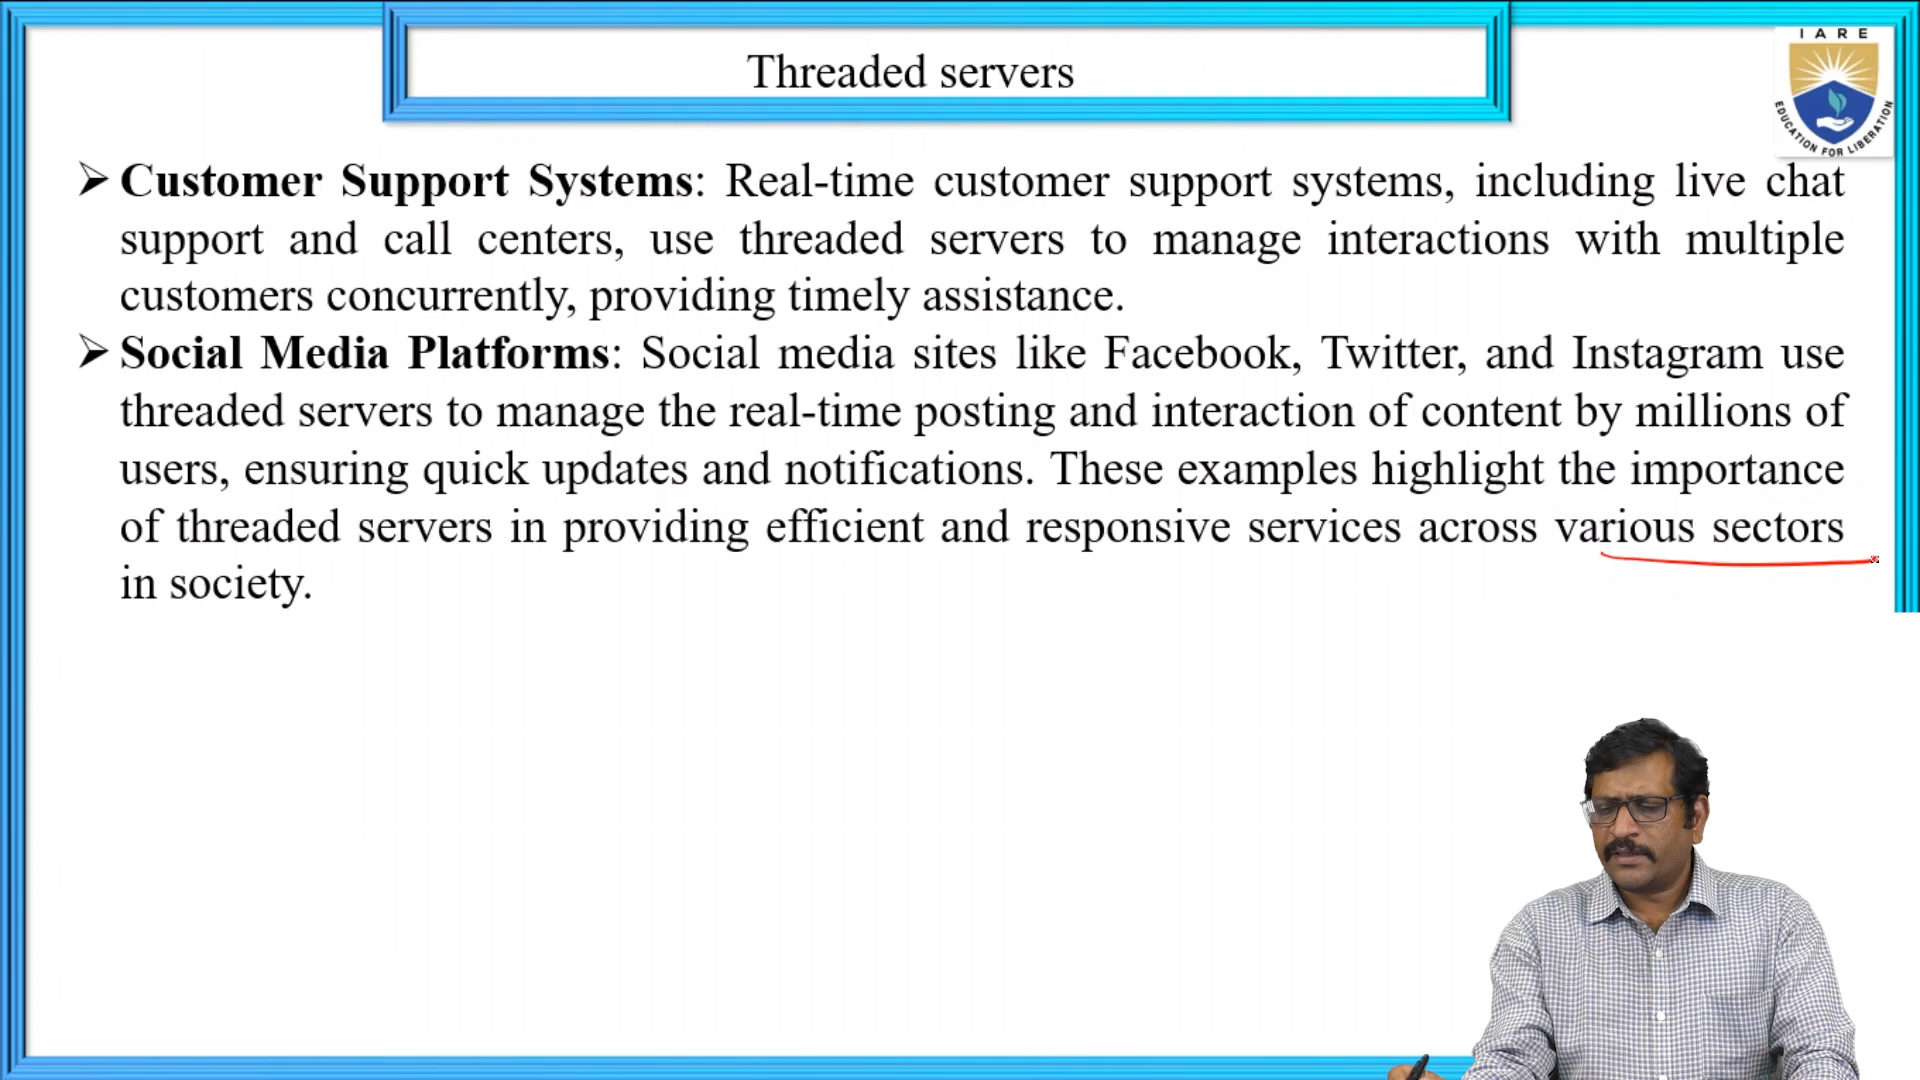 Threaded servers
I A R E
EDUCATION FOR LIBERATION
➢ Customer Support Systems: Real-time customer support systems, including live chat
support and call centers, use threaded servers to manage interactions with multiple
customers concurrently, providing timely assistance.
➢ Social Media Platforms: Social media sites like Facebook, Twitter, and Instagram use
threaded servers to manage the real-time posting and interaction of content by millions of
users, ensuring quick updates and notifications. These examples highlight the importance
of threaded servers in providing efficient and responsive services across various sectors
in society.